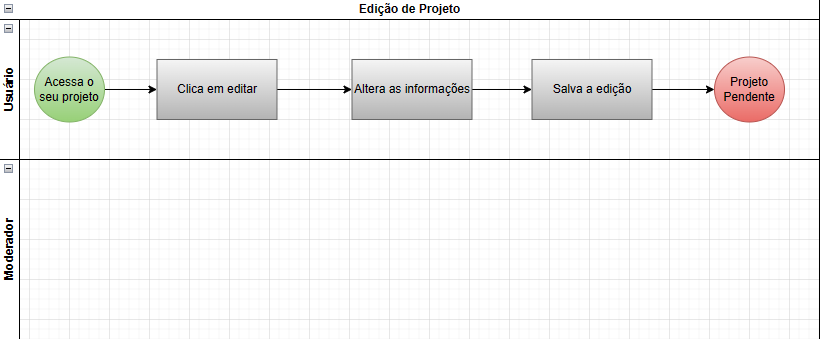 Edição de Projeto
Usuário
Acessa o
seu projeto
Clica em editar
Altera as informações
Salva a edição
Projeto
Pendente
Moderador